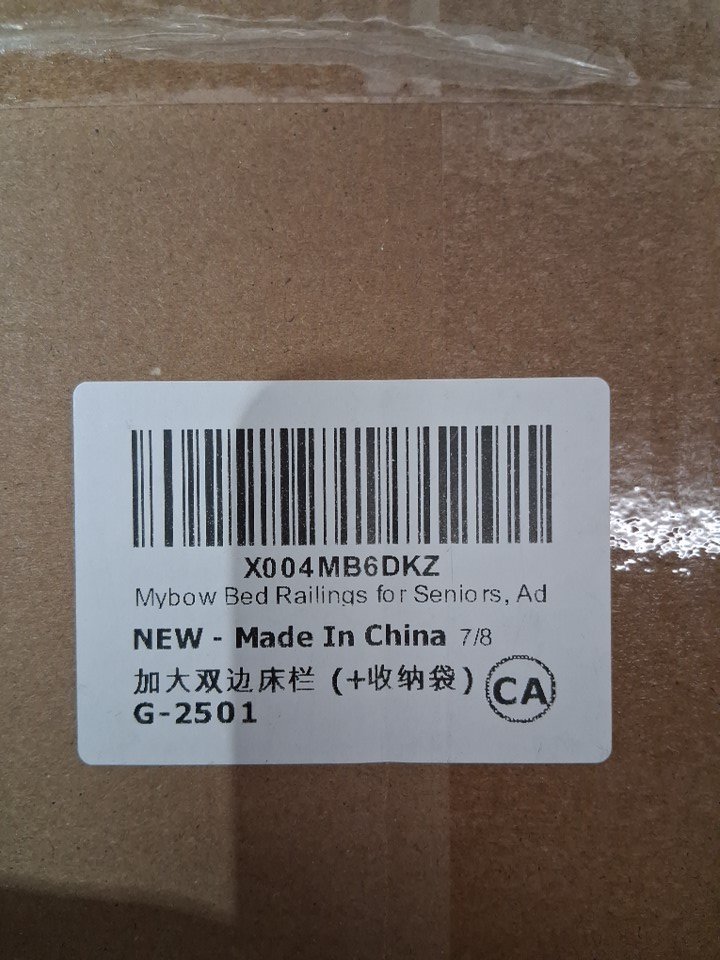 X004MB6DKZ
Mybow Bed Railings for Seniors, Ad
NEW - Made In China 7/8
加大双边床栏 (+收纳袋) CA
G-2501